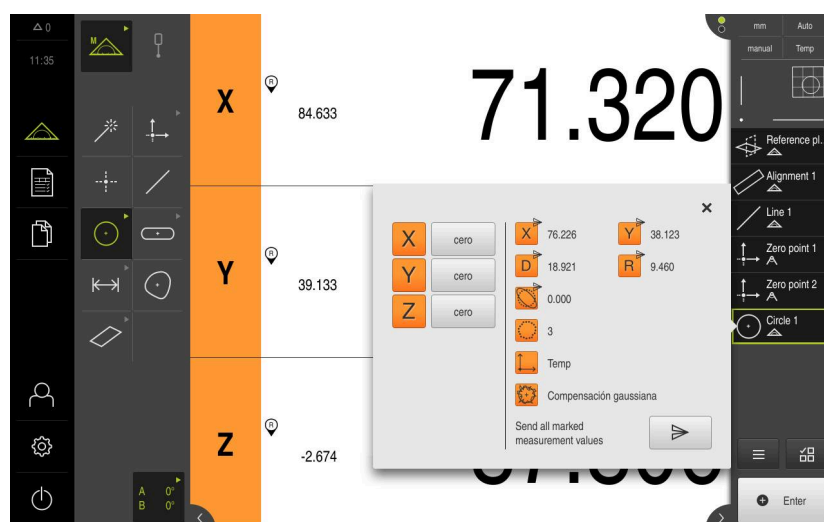 0
11:35
M
A 0°
B 0°
X
R
84.633
71.320
Y
R
39.133
Z
R
-2.674
X cero
Y cero
Z cero
X 76.226
Y 38.123
D 18.921
R 9.460
0.000
3
Temp
Compensación gaussiana
Send all marked
measurement values
mm Auto
manual Temp
Reference pl.
Alignment 1
Line 1
Zero point 1
Zero point 2
Circle 1
Enter